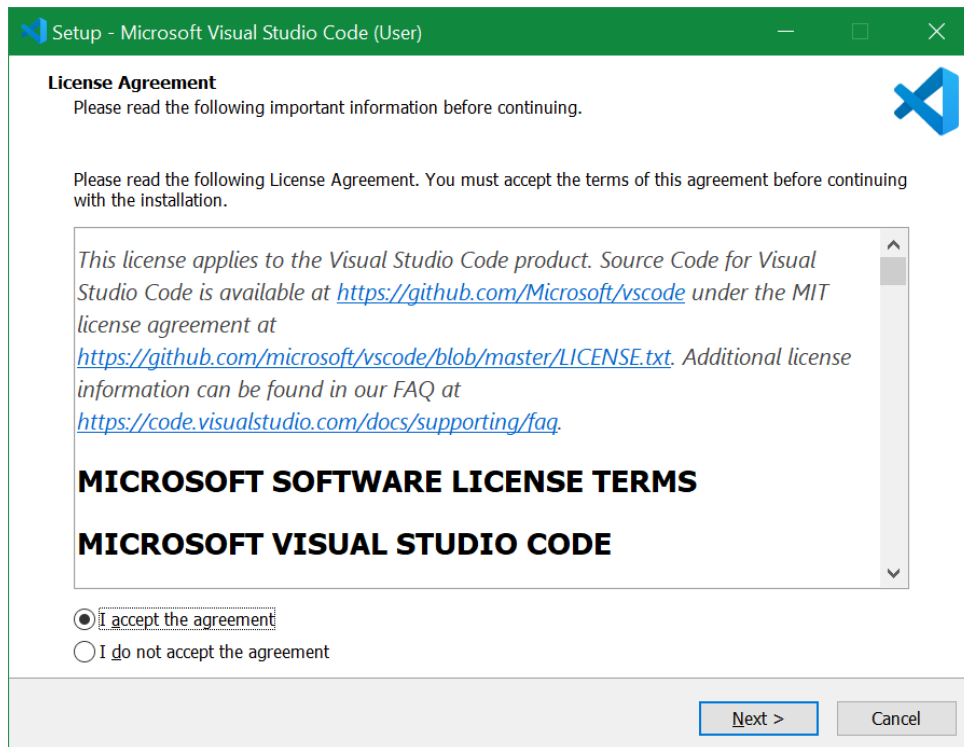 Setup - Microsoft Visual Studio Code (User)
License Agreement
Please read the following important information before continuing.
Please read the following License Agreement. You must accept the terms of this agreement before continuing
with the installation.
This license applies to the Visual Studio Code product. Source Code for Visual
Studio Code is available at https://github.com/Microsoft/vscode under the MIT
license agreement at
https://github.com/microsoft/vscode/blob/master/LICENSE.txt. Additional license
information can be found in our FAQ at
https://code.visualstudio.com/docs/supporting/faq.
MICROSOFT SOFTWARE LICENSE TERMS
MICROSOFT VISUAL STUDIO CODE
I accept the agreement
I do not accept the agreement
Next >
Cancel